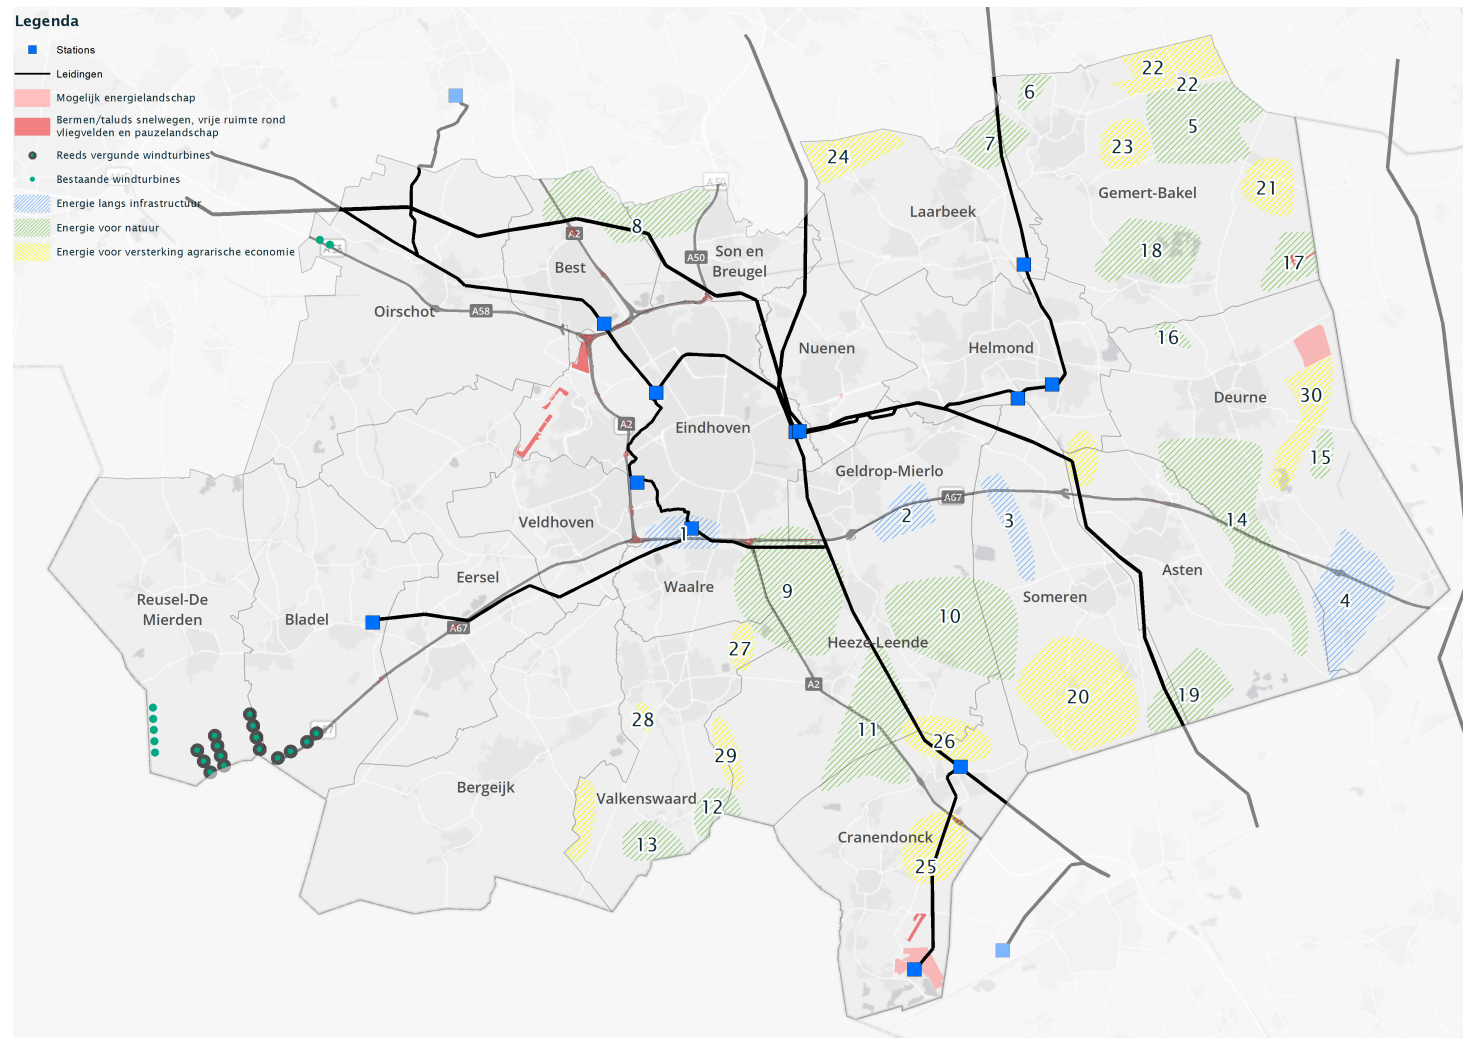 Legenda
Stations
Leidingen
Mogelijk energielandschap
Bermen/taluds snelwegen, vrije ruimte rond
vliegvelden en pauzelandschap
Reeds vergunde windturbines
Bestaande windturbines
Energie langs infrastructuur
Energie voor natuur
Energie voor versterking agrarische economie
22
22
6
5
7
23
24
A50
21
Gemert-Bakel
Laarbeek
8
A2
18
A58
Son en
Breugel
A50
17
Best
Oirschot
A58
16
Nuenen
Helmond
30
Deurne
A2
Eindhoven
15
Geldrop-Mierlo
A67
2
3
14
Veldhoven
1
Asten
Eersel
Waalre
9
Someren
4
Reusel-De
Mierden
Bladel
10
A67
Heeze-Leende
27
A2
20
19
28
A67
11
26
29
Bergeijk
Valkenswaard
12
Cranendonck
13
25